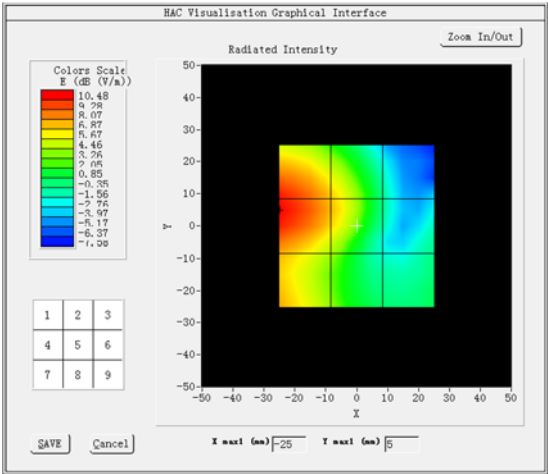 HAC Visualisation Graphical Interface
Zoom In/Out
Radiated Intensity
Colors Scale
E (dB (V/m))
10.48
9.28
8.07
6.87
5.67
4.46
3.26
2.05
0.85
-0.35
-1.56
-2.76
-3.97
-5.17
-6.37
-7.58
50
40
30
20
10
0
-10
-20
-30
-40
-50
Y
-50 -40 -30 -20 -10 0 10 20 30 40 50
X
1 2 3
4 5 6
7 8 9
SAVE
Qancel
X max1 (mm) -25 Y max1 (mm) 5